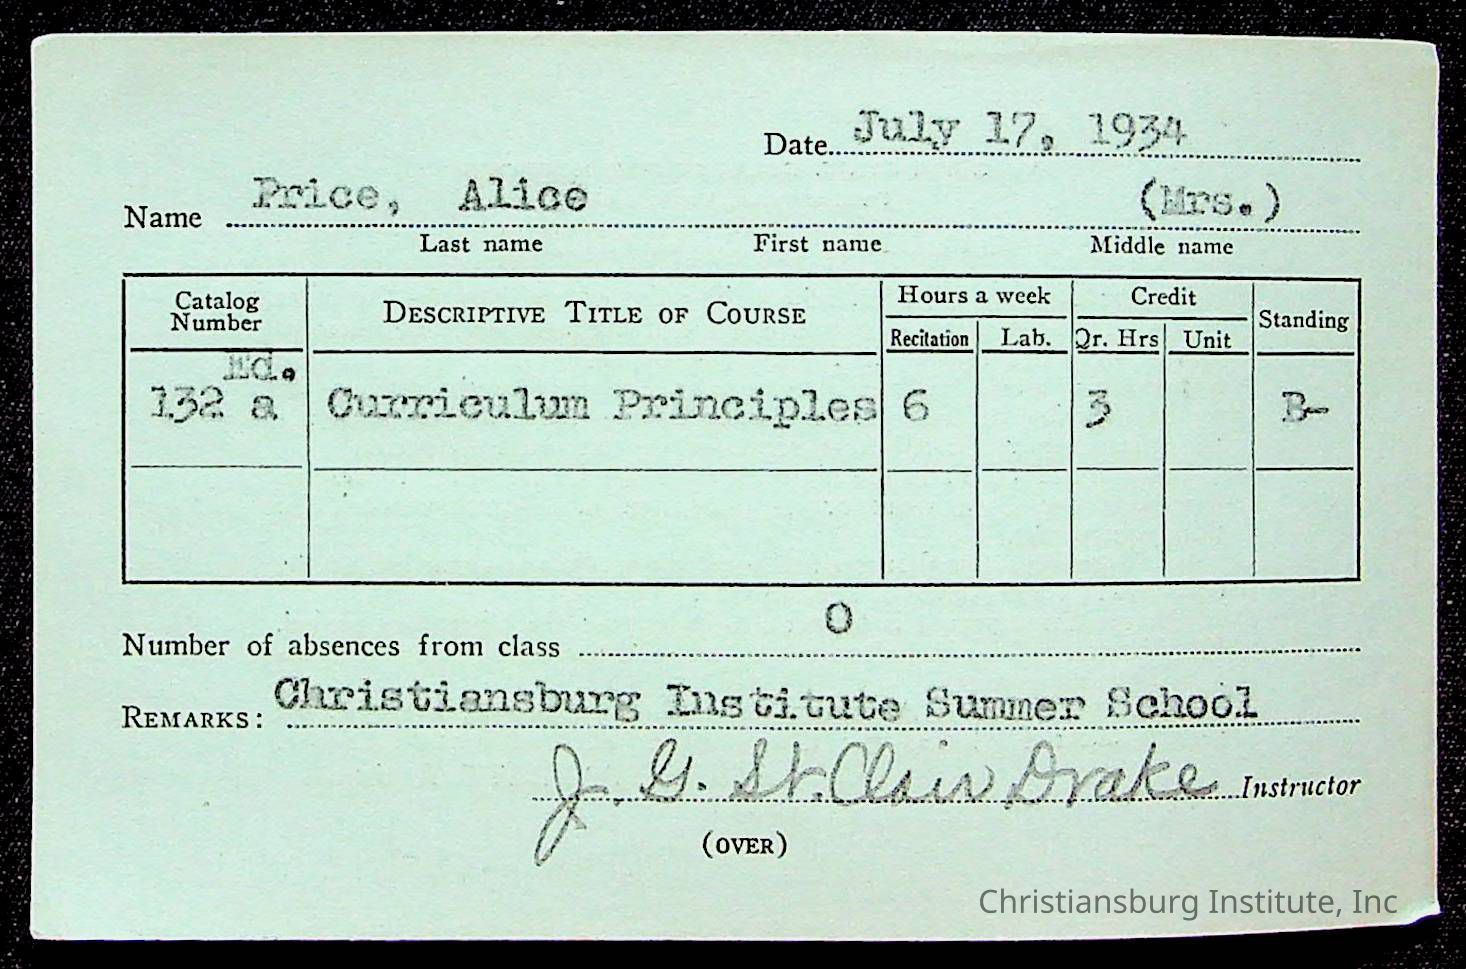 Date July 17, 1934
Name Price, Alice (Mrs.)
Last name First name Middle name
Catalog Number DESCRIPTIVE TITLE OF COURSE Hours a week Credit Standing
Recitation Lab. Qr. Hrs Unit
Ed.
132 a Curriculum Principles 6 3 B-
Number of absences from class 0
REMARKS: Christiansburg Institute Summer School
J. G. St. Clair Drake Instructor
(OVER)
Christiansburg Institute, Inc